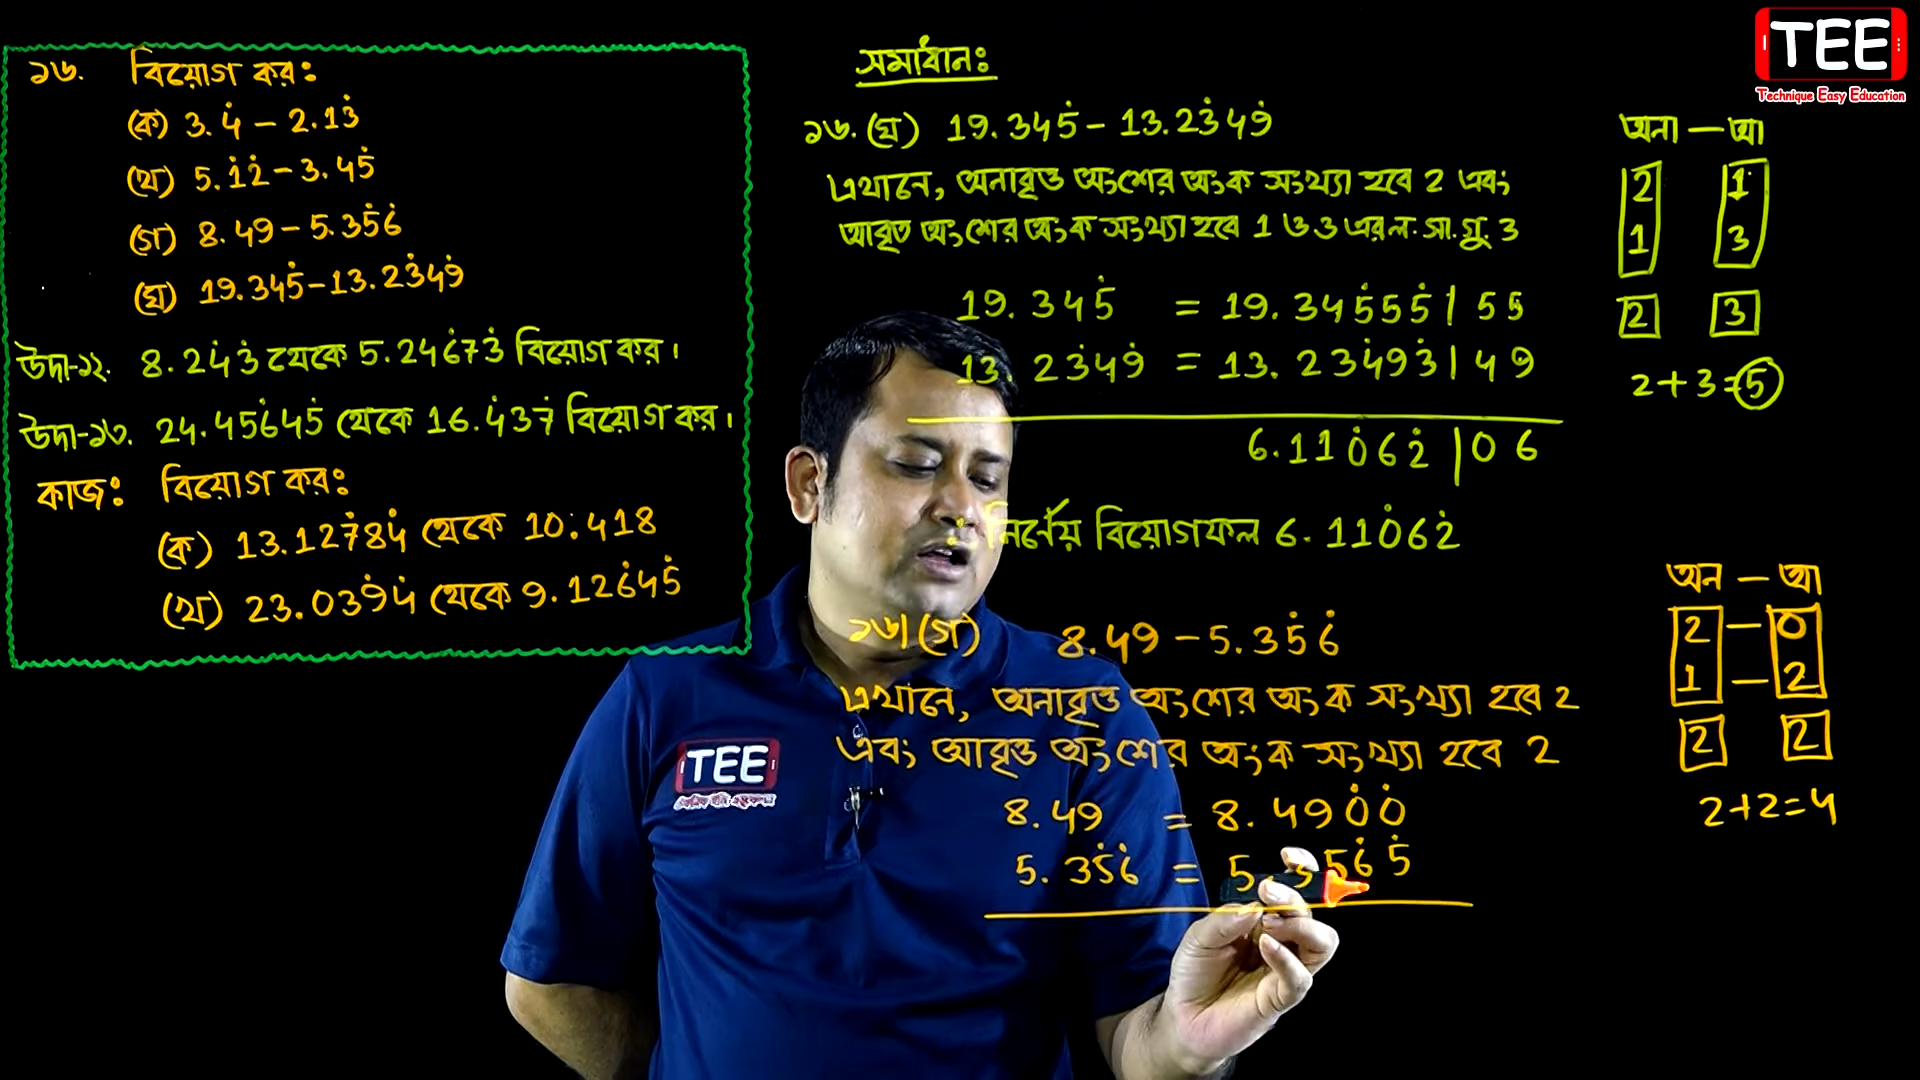 ১৬. বিয়োগ কর:
(ক) 3.4̇ − 2.13̇
(খ) 5.1̇2̇ − 3.45̇
(গ) 8.49 − 5.35̇6̇
(ঘ) 19.345̇ − 13.23̇49̇
উদা-১২. 8.24̇3̇ থেকে 5.246̇73̇ বিয়োগ কর।
উদা-১৩. 24.456̇45̇ থেকে 16.4̇37̇ বিয়োগ কর।
কাজ: বিয়োগ কর:
(ক) 13.127̇84̇ থেকে 10.418
(খ) 23.039̇4̇ থেকে 9.126̇45̇
সমাধান:
১৬. (ঘ) 19.345̇ − 13.23̇49̇
এখানে, অনাবৃত্ত অংশের অংক সংখ্যা হবে 2 এবং
আবৃত অংশের অংক সংখ্যা হবে 1 ও 3 এর ল. সা. গু. 3
19.345̇ = 19.345̇55̇ | 55
13.23̇49̇ = 13.234̇93̇ | 49
6.110̇62̇ | 06
∴ নির্ণেয় বিয়োগফল 6.110̇62̇
অনা — আ
2 1
1 3
2 3
2+3=5
১৬। (গ) 8.49 − 5.35̇6̇
এখানে, অনাবৃত্ত অংশের অংক সংখ্যা হবে 2
এবং আবৃত্ত অংশের অংক সংখ্যা হবে 2
8.49 = 8.490̇0̇
5.35̇6̇ = 5.356̇5̇
অন — আ
2 — 0
1 — 2
2 2
2+2=4
TEE
Technique Easy Education
TEE